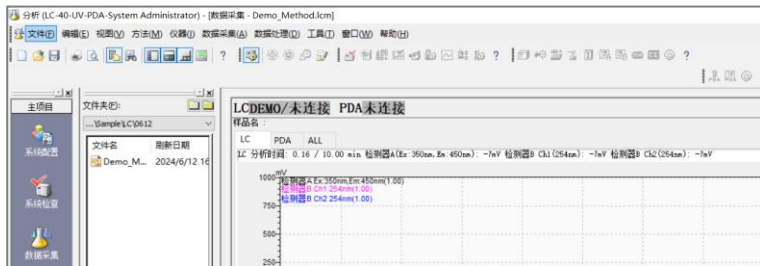 分析 (LC-40-UV-PDA-System Administrator) - [数据采集 - Demo_Method.lcm]
文件(F) 编辑(E) 视图(V) 方法(M) 仪器(I) 数据采集(A) 数据处理(D) 工具(T) 窗口(W) 帮助(H)
主项目
系统配置
系统检查
数据采集
文件夹(F):
...\Sample\LC\0612
文件名 刷新日期
Demo_M... 2024/6/12 16
LCDEMO/未连接 PDA未连接
样品名 :
LC PDA ALL
LC 分析时间: 0.16 / 10.00 min 检测器A(Ex:350nm,Em:450nm): -7mV 检测器B Ch1(254nm): -7mV 检测器B Ch2(254nm): -7mV
mV
检测器A Ex:350nm,Em:450nm(1.00)
检测器B Ch1 254nm(1.00)
检测器B Ch2 254nm(1.00)
1000
750
500
250